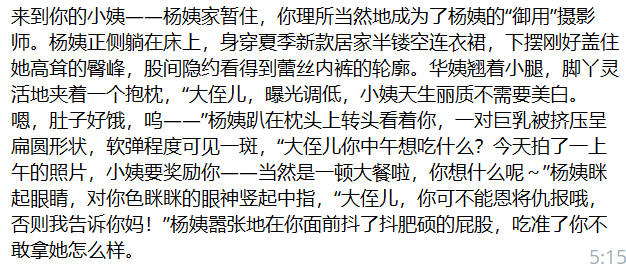 来到你的小姨——杨姨家暂住，你理所当然地成为了杨姨的“御用”摄影
师。杨姨正侧躺在床上，身穿夏季新款居家半镂空连衣裙，下摆刚好盖住
她高耸的臀峰，股间隐约看得到蕾丝内裤的轮廓。华姨翘着小腿，脚丫灵
活地夹着一个抱枕，“大侄儿，曝光调低，小姨天生丽质不需要美白。
嗯，肚子好饿，呜——”杨姨趴在枕头上转头看着你，一对巨乳被挤压呈
扁圆形状，软弹程度可见一斑，“大侄儿你中午想吃什么？今天拍了一上
午的照片，小姨要奖励你——当然是一顿大餐啦，你想什么呢～”杨姨眯
起眼睛，对你色眯眯的眼神竖起中指，“大侄儿，你可不能恩将仇报哦，
否则我告诉你妈！”杨姨嚣张地在你面前抖了抖肥硕的屁股，吃准了你不
敢拿她怎么样。
5:15